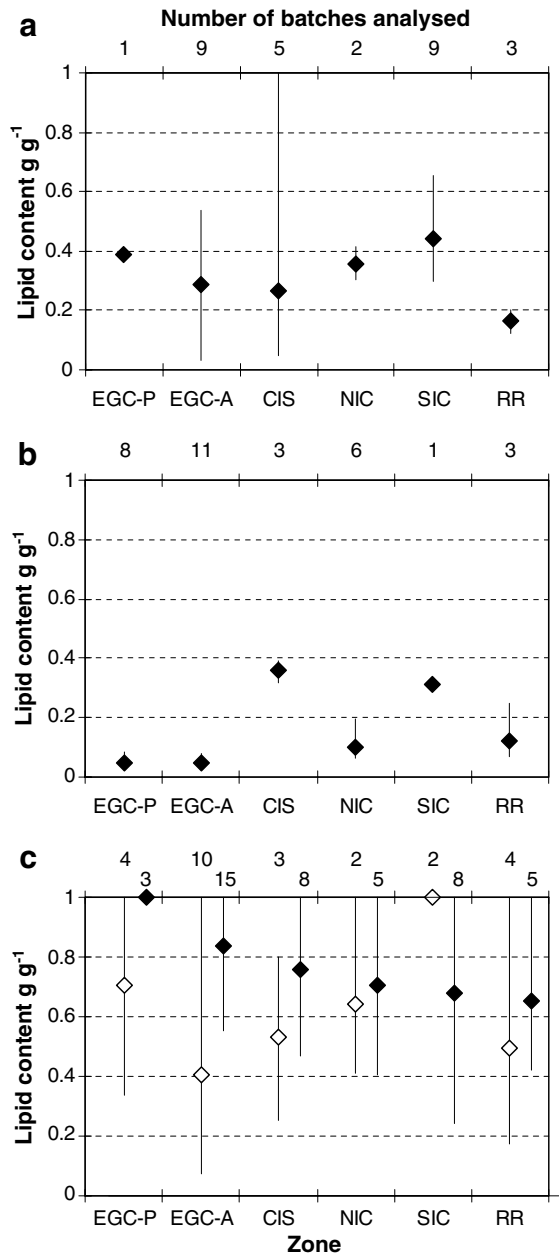 a
Number of batches analysed
1 9 5 2 9 3
1
0.8
0.6
0.4
0.2
0
Lipid content g g-1
EGC-P EGC-A CIS NIC SIC RR
b
8 11 3 6 1 3
1
0.8
0.6
0.4
0.2
0
Lipid content g g-1
EGC-P EGC-A CIS NIC SIC RR
c
4 10 3 2 2 4
3 15 8 5 8 5
1
0.8
0.6
0.4
0.2
0
Lipid content g g-1
EGC-P EGC-A CIS NIC SIC RR
Zone